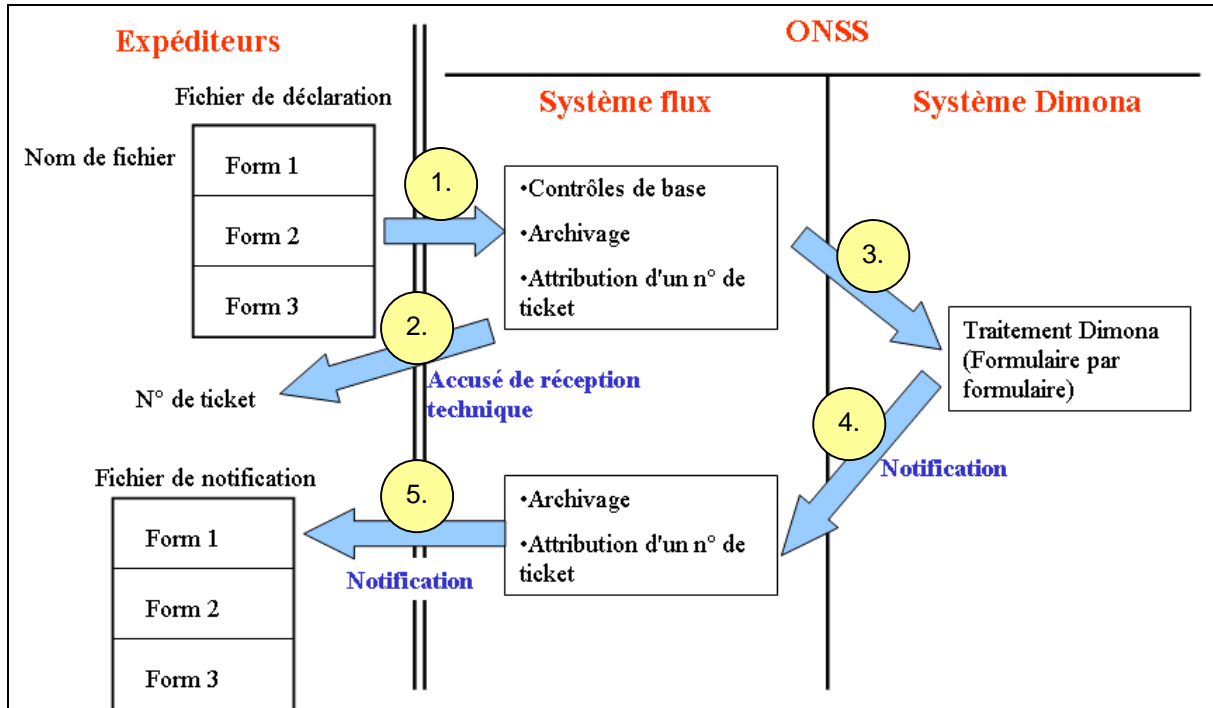 Expéditeurs
ONSS
Système flux
Système Dimona
Fichier de déclaration
Nom de fichier
Form 1
Form 2
Form 3
1.
•Contrôles de base
•Archivage
•Attribution d'un n° de
ticket
2.
Accusé de réception
technique
N° de ticket
3.
Traitement Dimona
(Formulaire par
formulaire)
4.
Notification
•Archivage
•Attribution d'un n° de
ticket
5.
Notification
Fichier de notification
Form 1
Form 2
Form 3